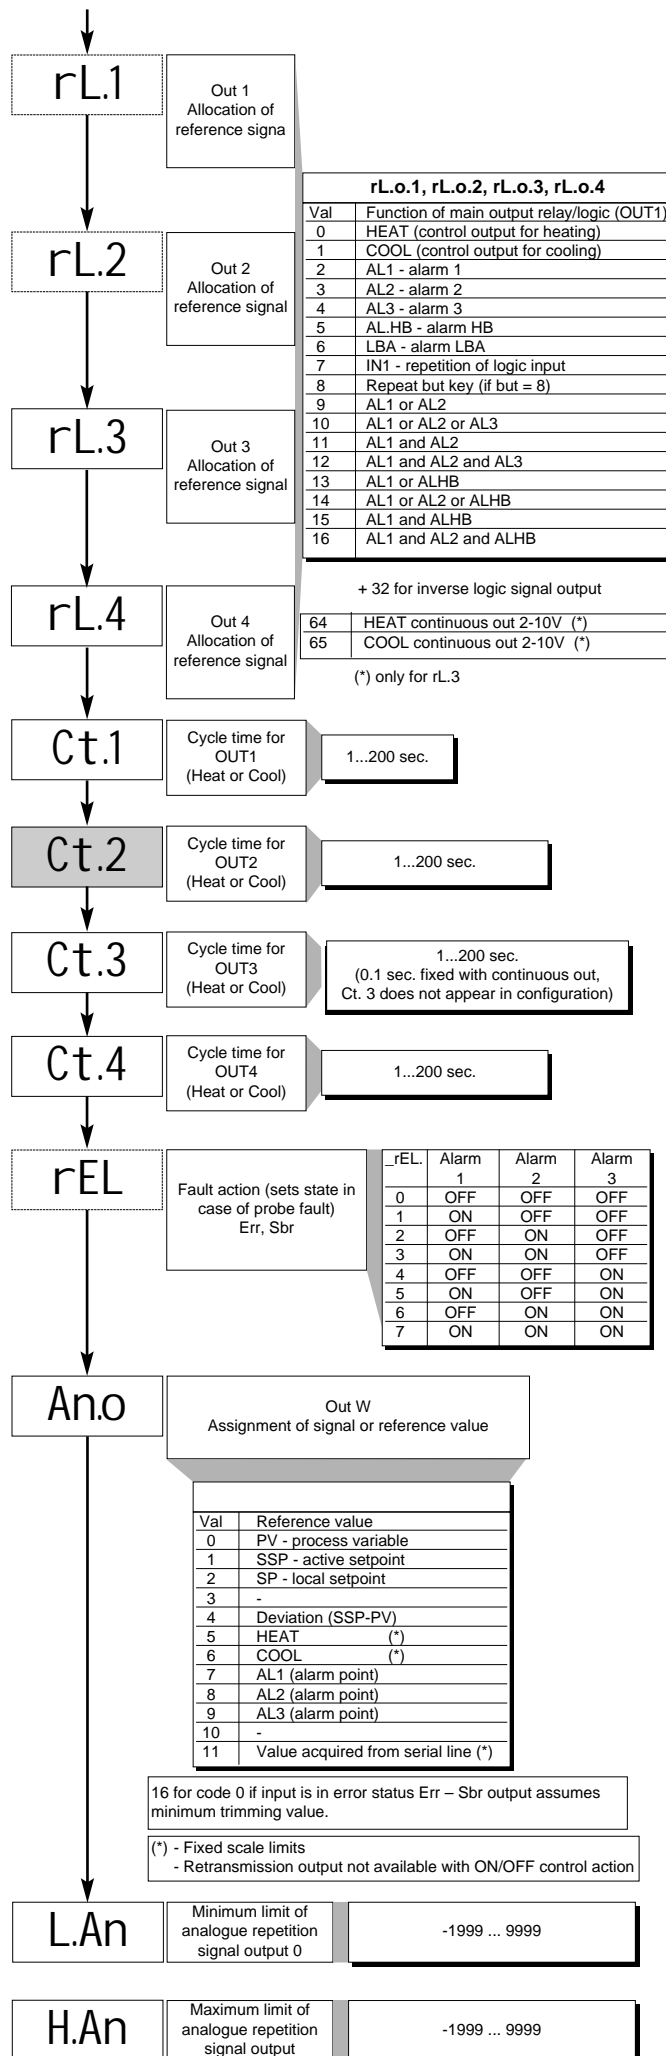 rL.1
Out 1
Allocation of
reference signa
rL.o.1, rL.o.2, rL.o.3, rL.o.4
Val Function of main output relay/logic (OUT1)
0 HEAT (control output for heating)
1 COOL (control output for cooling)
2 AL1 - alarm 1
3 AL2 - alarm 2
4 AL3 - alarm 3
5 AL.HB - alarm HB
6 LBA - alarm LBA
7 IN1 - repetition of logic input
8 Repeat but key (if but = 8)
9 AL1 or AL2
10 AL1 or AL2 or AL3
11 AL1 and AL2
12 AL1 and AL2 and AL3
13 AL1 or ALHB
14 AL1 or AL2 or ALHB
15 AL1 and ALHB
16 AL1 and AL2 and ALHB
+ 32 for inverse logic signal output
64 HEAT continuous out 2-10V (*)
65 COOL continuous out 2-10V (*)
(*) only for rL.3
rL.2
Out 2
Allocation of
reference signal
rL.3
Out 3
Allocation of
reference signal
rL.4
Out 4
Allocation of
reference signal
Ct.1
Cycle time for
OUT1
(Heat or Cool)
1...200 sec.
Ct.2
Cycle time for
OUT2
(Heat or Cool)
1...200 sec.
Ct.3
Cycle time for
OUT3
(Heat or Cool)
1...200 sec.
(0.1 sec. fixed with continuous out,
Ct. 3 does not appear in configuration)
Ct.4
Cycle time for
OUT4
(Heat or Cool)
1...200 sec.
rEL
Fault action (sets state in
case of probe fault)
Err, Sbr
_rEL. Alarm Alarm Alarm
1 2 3
0 OFF OFF OFF
1 ON OFF OFF
2 OFF ON OFF
3 ON ON OFF
4 OFF OFF ON
5 ON OFF ON
6 OFF ON ON
7 ON ON ON
An.o
Out W
Assignment of signal or reference value
Val Reference value
0 PV - process variable
1 SSP - active setpoint
2 SP - local setpoint
3 -
4 Deviation (SSP-PV)
5 HEAT (*)
6 COOL (*)
7 AL1 (alarm point)
8 AL2 (alarm point)
9 AL3 (alarm point)
10 -
11 Value acquired from serial line (*)
16 for code 0 if input is in error status Err – Sbr output assumes
minimum trimming value.
(*) - Fixed scale limits
- Retransmission output not available with ON/OFF control action
L.An
Minimum limit of
analogue repetition
signal output 0
-1999 ... 9999
H.An
Maximum limit of
analogue repetition
signal output
-1999 ... 9999